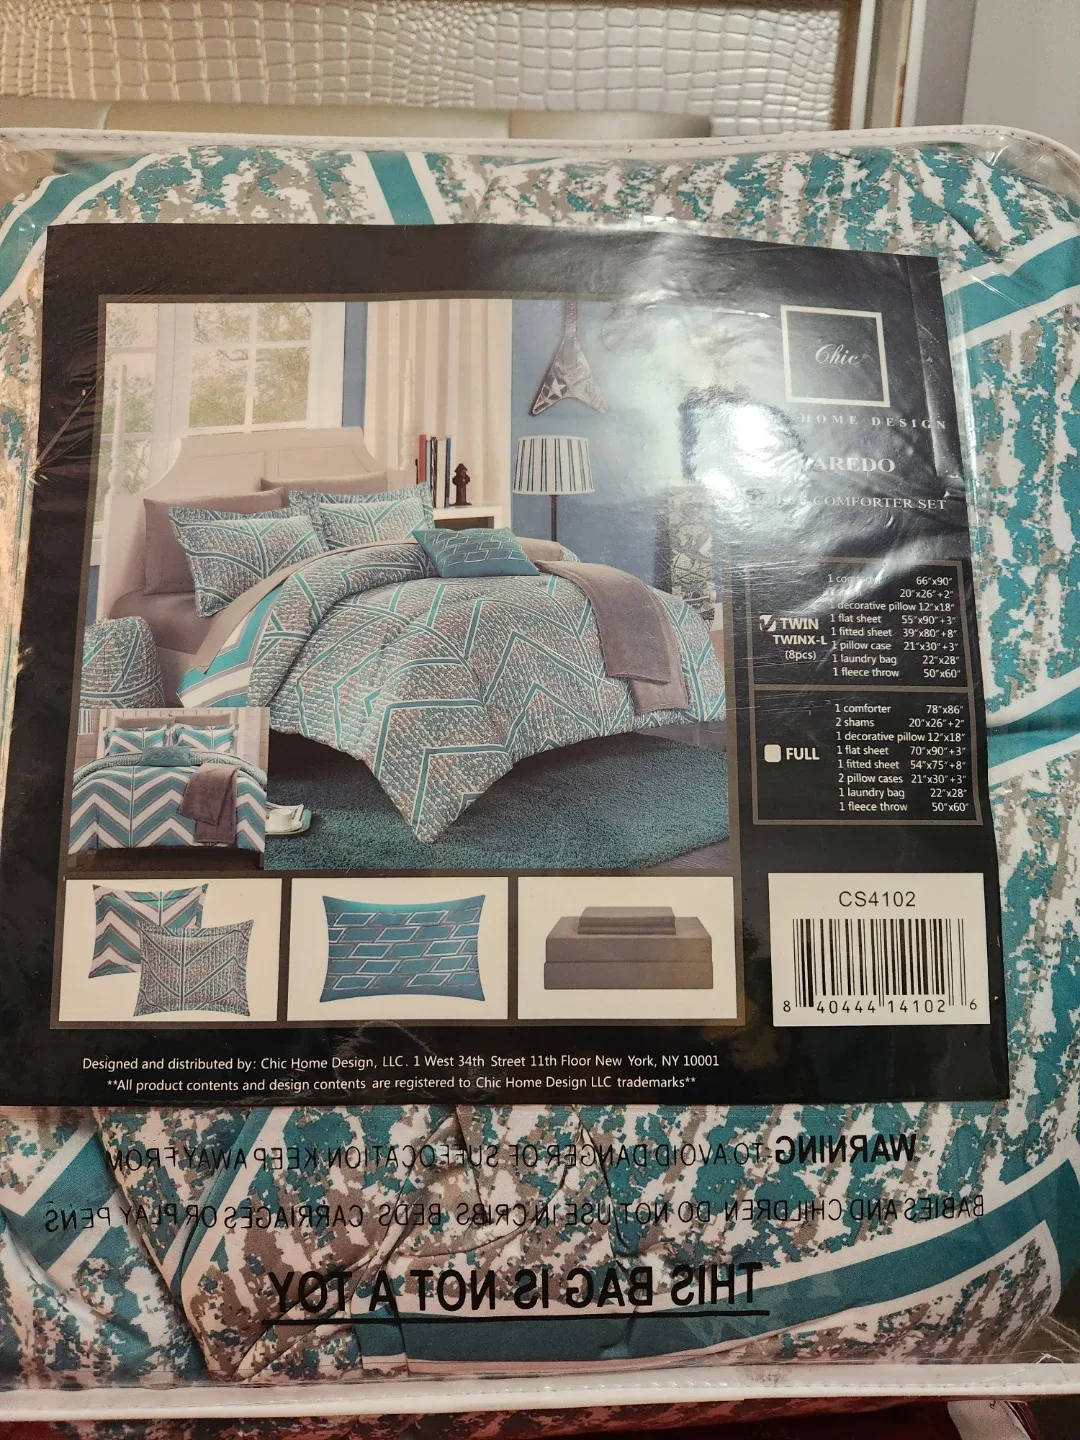 Chic
HOME DESIGN
AREDO
COMFORTER SET
TWIN
TWINX-L
(8pcs)
1 66"x90"
20"x26"+2"
1 decorative pillow 12"x18"
1 flat sheet 55"x90"+3"
1 fitted sheet 39"x80"+8"
1 pillow case 21"x30"+3"
1 laundry bag 22"x28"
1 fleece throw 50"x60"
FULL
1 comforter 78"x86"
2 shams 20"x26"+2"
1 decorative pillow 12"x18"
1 flat sheet 70"x90"+3"
1 fitted sheet 54"x75"+8"
2 pillow cases 21"x30"+3"
1 laundry bag 22"x28"
1 fleece throw 50"x60"
CS4102
8 40444 14102 6
Designed and distributed by: Chic Home Design, LLC. 1 West 34th Street 11th Floor New York, NY 10001
**All product contents and design contents are registered to Chic Home Design LLC trademarks**
WARNING-TO AVOID DANGER OF SUFFOCATION KEEP AWAY FROM
BABIES AND CHILDREN DO NOT USE IN CRIBS BEDS CARRIAGES OR PLAY PENS
THIS BAG IS NOT A TOY